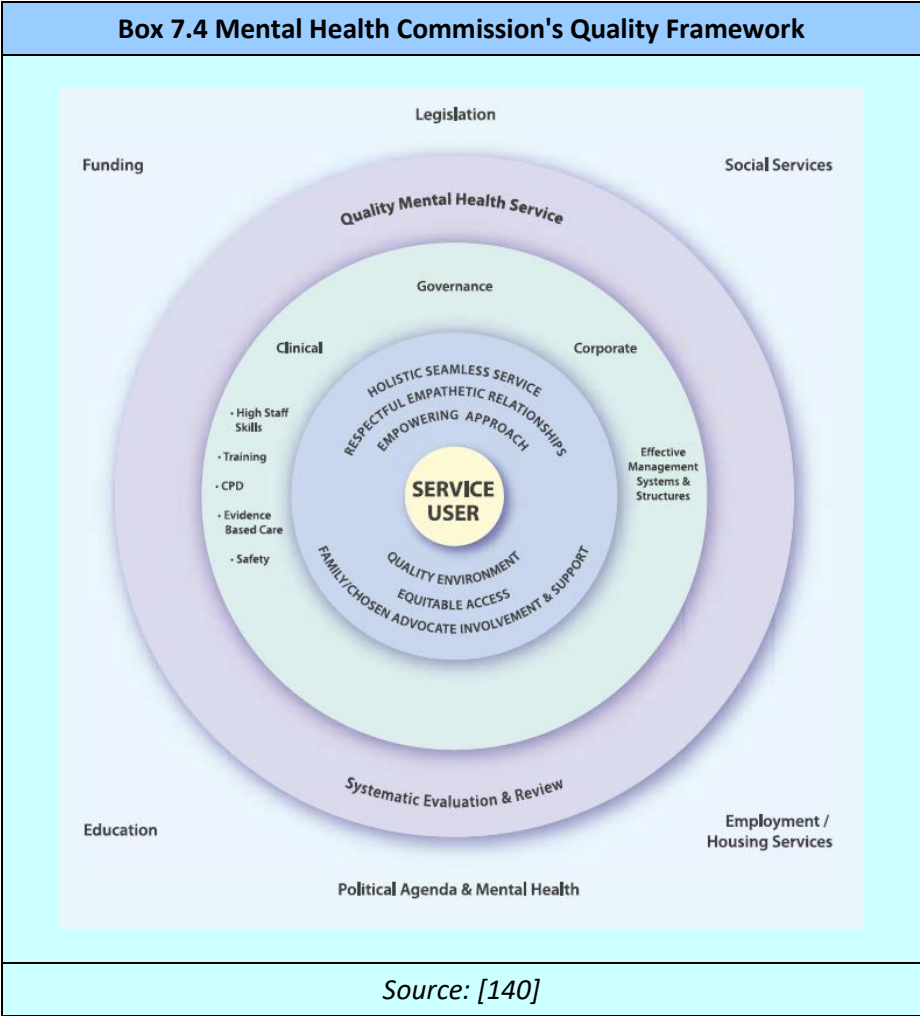 Box 7.4 Mental Health Commission's Quality Framework
Legislation
Funding
Social Services
Quality Mental Health Service
Governance
Clinical
Corporate
HOLISTIC SEAMLESS SERVICE
RESPECTFUL EMPATHETIC RELATIONSHIPS
EMPOWERING APPROACH
• High Staff
Skills
• Training
• CPD
• Evidence
Based Care
• Safety
Effective
Management
Systems &
Structures
SERVICE
USER
QUALITY ENVIRONMENT
EQUITABLE ACCESS
FAMILY/CHOSEN ADVOCATE INVOLVEMENT & SUPPORT
Systematic Evaluation & Review
Education
Employment /
Housing Services
Political Agenda & Mental Health
Source: [140]